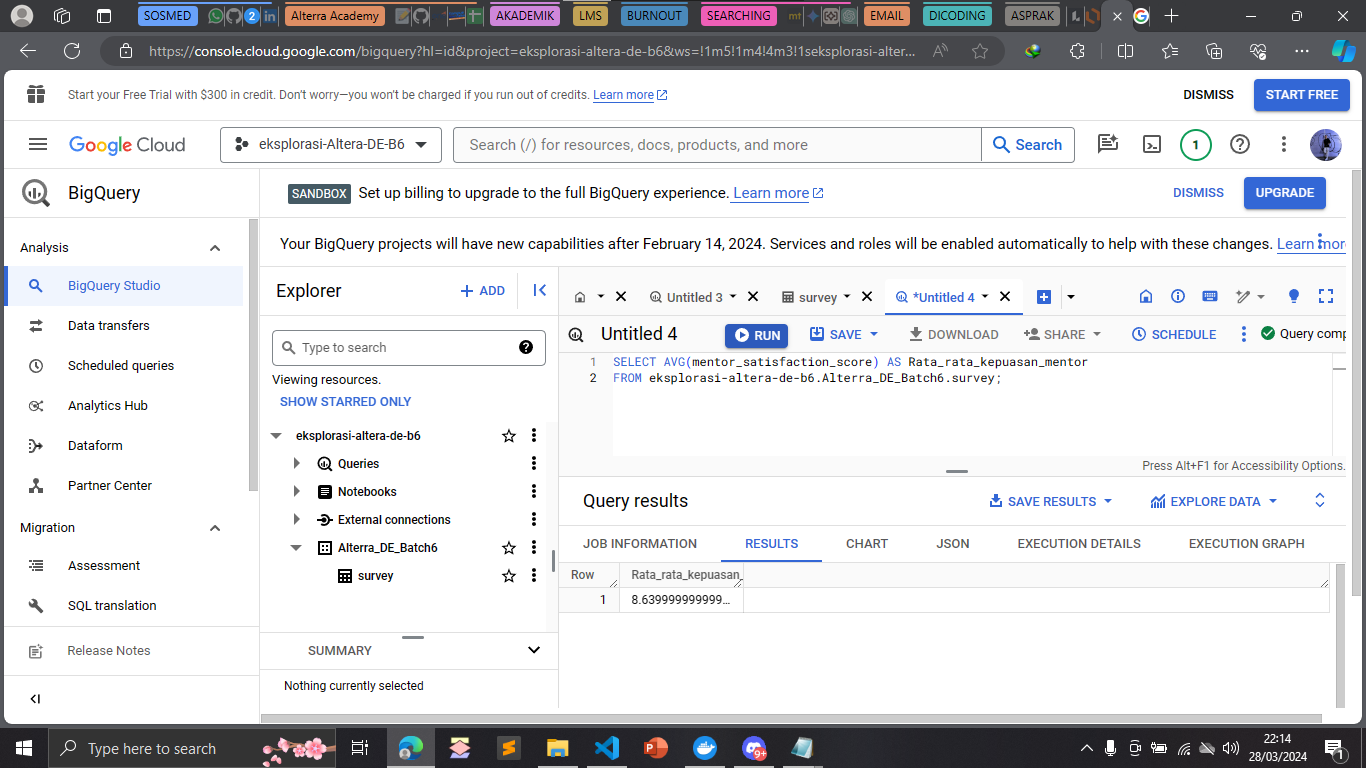 SOSMED 2 in Alterra Academy AKADEMIK LMS BURNOUT SEARCHING mt EMAIL DICODING ASPRAK
https://console.cloud.google.com/bigquery?hl=id&project=eksplorasi-altera-de-b6&ws=!1m5!1m4!4m3!1seksplorasi-alter...
Start your Free Trial with $300 in credit. Don't worry—you won't be charged if you run out of credits. Learn more DISMISS START FREE
Google Cloud eksplorasi-Altera-DE-B6 Search (/) for resources, docs, products, and more Search 1
BigQuery
SANDBOX Set up billing to upgrade to the full BigQuery experience. Learn more DISMISS UPGRADE
Your BigQuery projects will have new capabilities after February 14, 2024. Services and roles will be enabled automatically to help with these changes. Learn more
Analysis
BigQuery Studio
Data transfers
Scheduled queries
Analytics Hub
Dataform
Partner Center
Migration
Assessment
SQL translation
Release Notes
Explorer + ADD
Type to search
Viewing resources.
SHOW STARRED ONLY
eksplorasi-altera-de-b6
Queries
Notebooks
External connections
Alterra_DE_Batch6
survey
SUMMARY
Nothing currently selected
Untitled 3 survey *Untitled 4
Untitled 4 RUN SAVE DOWNLOAD SHARE SCHEDULE Query comp
1 SELECT AVG(mentor_satisfaction_score) AS Rata_rata_kepuasan_mentor
2 FROM eksplorasi-altera-de-b6.Alterra_DE_Batch6.survey;
Press Alt+F1 for Accessibility Options.
Query results SAVE RESULTS EXPLORE DATA
JOB INFORMATION RESULTS CHART JSON EXECUTION DETAILS EXECUTION GRAPH
Row Rata_rata_kepuasan_
1 8.639999999999...
Type here to search 9+ 22:14
28/03/2024 1